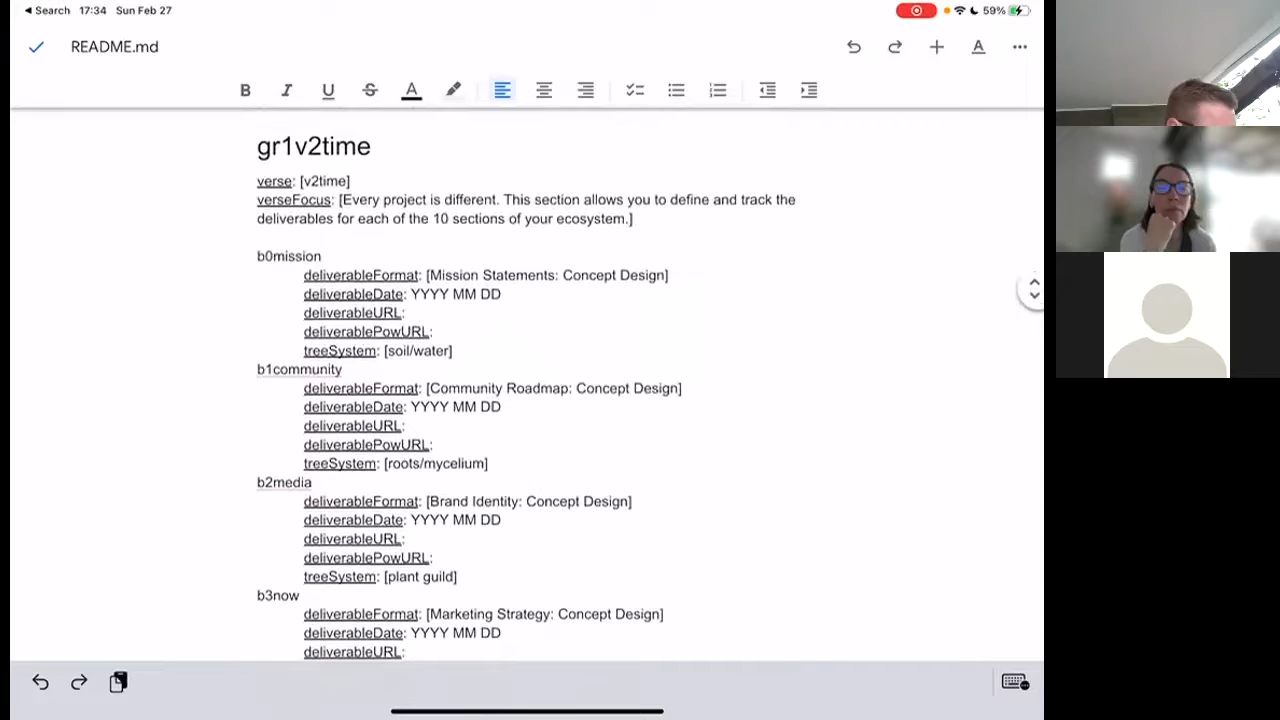 Search 17:34 Sun Feb 27 59%
README.md
B I U S A
gr1v2time
verse: [v2time]
verseFocus: [Every project is different. This section allows you to define and track the
deliverables for each of the 10 sections of your ecosystem.]
b0mission
deliverableFormat: [Mission Statements: Concept Design]
deliverableDate: YYYY MM DD
deliverableURL:
deliverablePowURL:
treeSystem: [soil/water]
b1community
deliverableFormat: [Community Roadmap: Concept Design]
deliverableDate: YYYY MM DD
deliverableURL:
deliverablePowURL:
treeSystem: [roots/mycelium]
b2media
deliverableFormat: [Brand Identity: Concept Design]
deliverableDate: YYYY MM DD
deliverableURL:
deliverablePowURL:
treeSystem: [plant guild]
b3now
deliverableFormat: [Marketing Strategy: Concept Design]
deliverableDate: YYYY MM DD
deliverableURL: